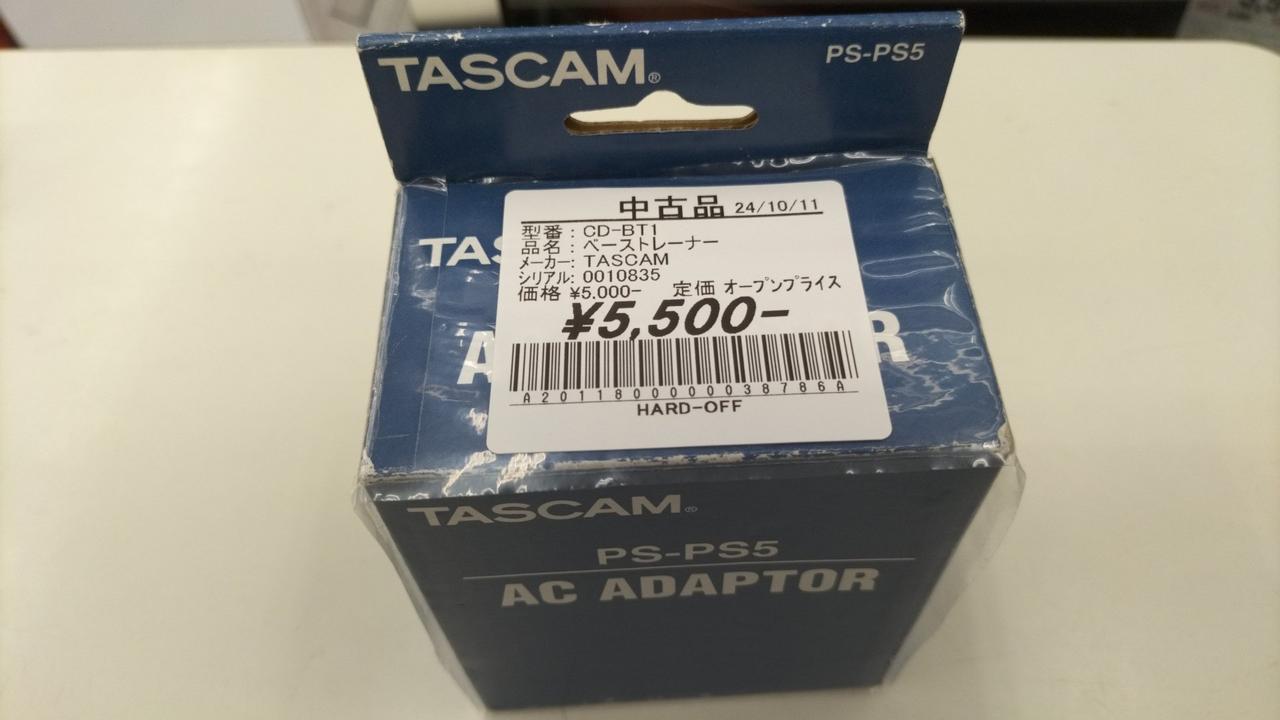 TASCAM® PS-PS5
中古品 24/10/11
型番 : CD-BT1
品名 : ベーストレーナー
メーカー: TASCAM
シリアル: 0010835
価格 ¥5,000- 定価 オープンプライス
¥5,500-
A201180000003８786A
HARD-OFF
TASCAM®
PS-PS5
AC ADAPTOR